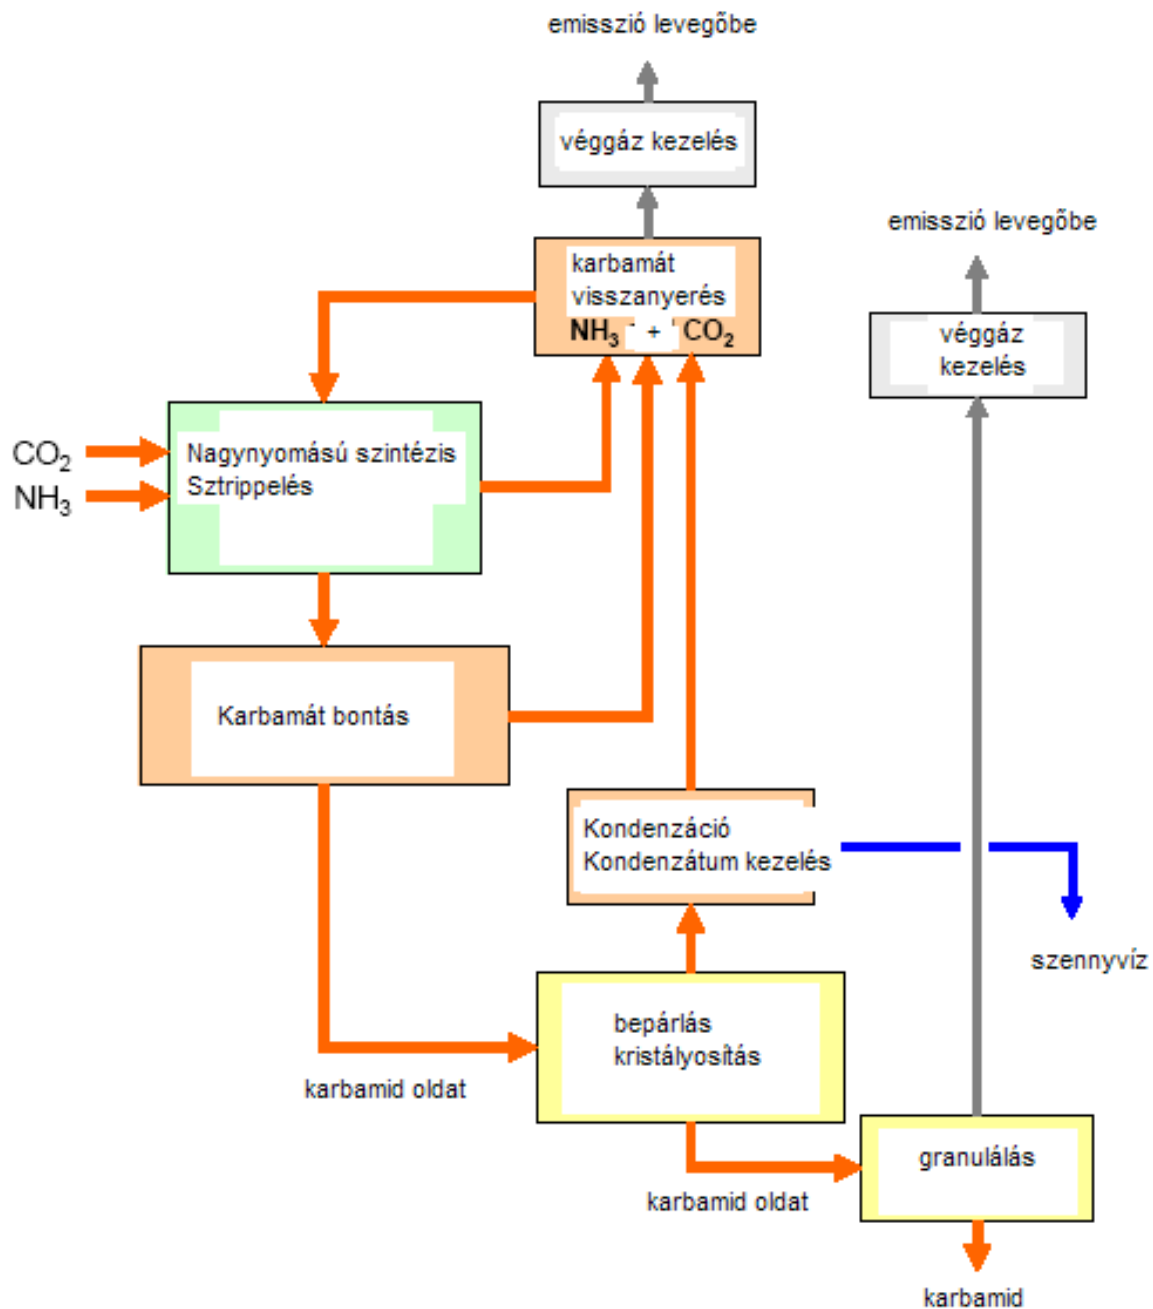 emisszió levegőbe
véggáz kezelés
emisszió levegőbe
karbamát
visszanyerés
NH₃ + CO₂
véggáz
kezelés
CO₂
NH₃
Nagynyomású szintézis
Sztrippelés
Karbamát bontás
Kondenzáció
Kondenzátum kezelés
szennyvíz
bepárlás
kristályosítás
karbamid oldat
granulálás
karbamid oldat
karbamid